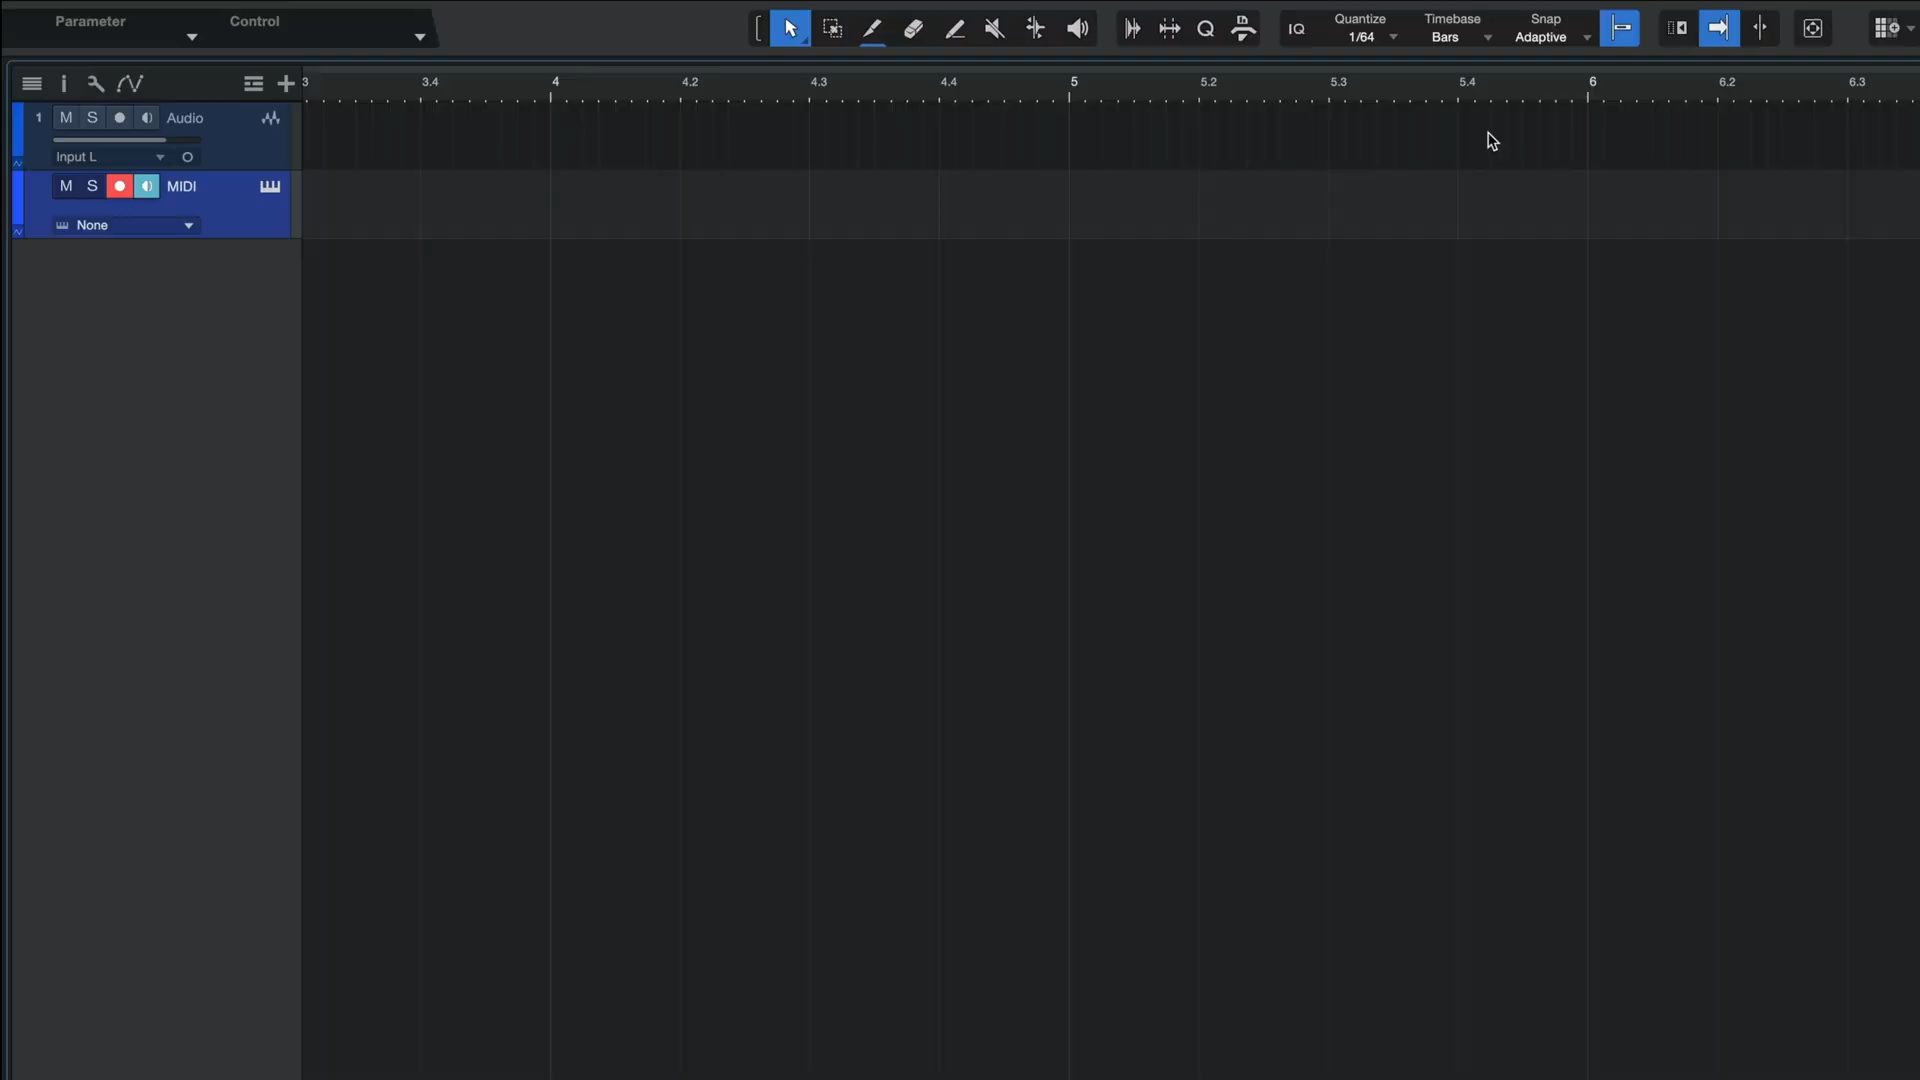 Parameter Control
IQ Quantize Timebase Snap
1/64 Bars Adaptive
3 3.4 4 4.2 4.3 4.4 5 5.2 5.3 5.4 6 6.2 6.3
1 M S Audio
Input L
M S MIDI
None